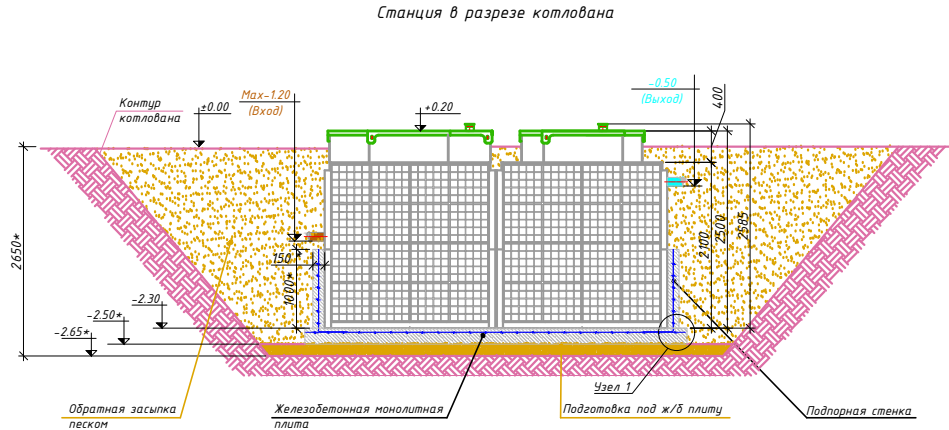 Станция в разрезе котлована
-0.50
(Выход)
400
Max-1.20
(Вход)
Контур
котлована
±0.00
+0.20
2650*
150*
1000*
2100
2500
2585
-2.30
-2.50*
-2.65*
Узел 1
Обратная засыпка
песком
Железобетонная монолитная
плита
Подготовка под ж/б плиту
Подпорная стенка